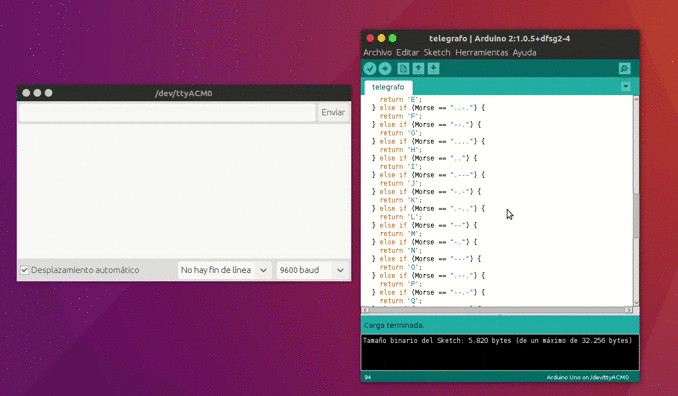 /dev/ttyACM0
Enviar
Desplazamiento automático
No hay fin de línea
9600 baud
telegrafo | Arduino 2:1.0.5+dfsg2-4
Archivo Editar Sketch Herramientas Ayuda
telegrafo
return 'E';
} else if (Morse == "..-.") {
return 'F';
} else if (Morse == "--.") {
return 'G';
} else if (Morse == "....") {
return 'H';
} else if (Morse == "..") {
return 'I';
} else if (Morse == ".---") {
return 'J';
} else if (Morse == "-.-") {
return 'K';
} else if (Morse == ".-..") {
return 'L';
} else if (Morse == "--") {
return 'M';
} else if (Morse == "-.") {
return 'N';
} else if (Morse == "---") {
return 'O';
} else if (Morse == ".--.") {
return 'P';
} else if (Morse == "--.-") {
return 'Q';
Carga terminada.
Tamaño binario del Sketch: 5.820 bytes (de un máximo de 32.256 bytes)
94
Arduino Uno on /dev/ttyACM0